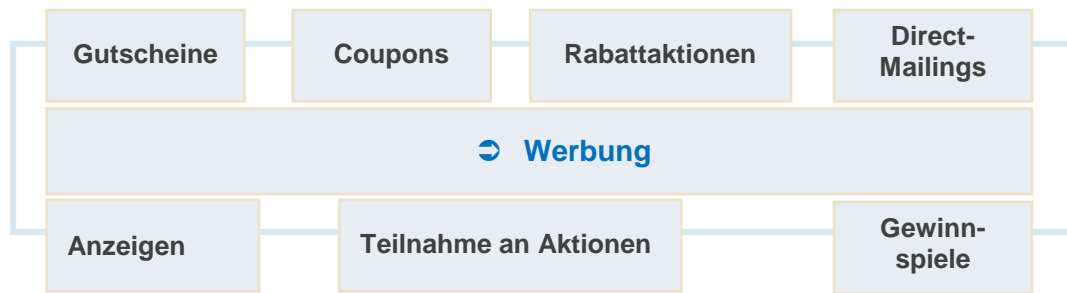 Gutscheine
Coupons
Rabattaktionen
Direct-
Mailings
➲ Werbung
Anzeigen
Teilnahme an Aktionen
Gewinn-
spiele